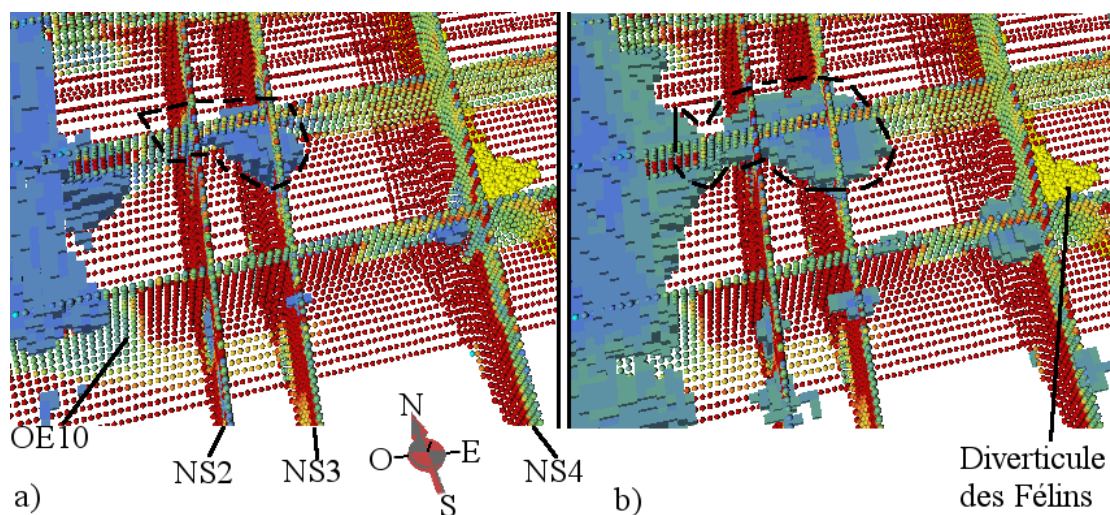 OE10
NS2
NS3
NS4
N
O
E
S
a)
b)
Diverticule
des Félins